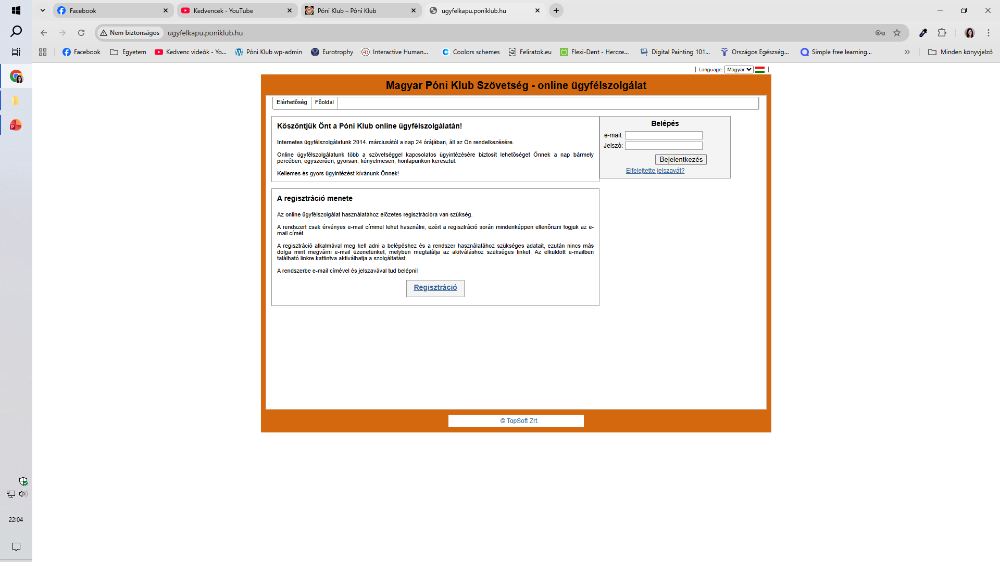 Facebook
Kedvencek - YouTube
Póni Klub – Póni Klub
ugyfelkapu.poniklub.hu
Nem biztonságos
ugyfelkapu.poniklub.hu
Facebook
Egyetem
Kedvenc videók - Yo...
Póni Klub wp-admin
Eurotrophy
Interactive Human...
Coolors schemes
Feliratok.eu
Flexi-Dent - Hercze...
Digital Painting 101...
Országos Egészség...
Simple free learning...
Minden könyvjelző
| Language: Magyar |
Magyar Póni Klub Szövetség - online ügyfélszolgálat
Elérhetőség
Főoldal
Köszöntjük Önt a Póni Klub online ügyfélszolgálatán!
Internetes ügyfélszolgálatunk 2014. márciusától a nap 24 órájában, áll az Ön rendelkezésére.
Online ügyfélszolgálatunk több a szövetséggel kapcsolatos ügyintézésére biztosít lehetőséget Önnek a nap bármely
percében, egyszerűen, gyorsan, kényelmesen, honlapunkon keresztül.
Kellemes és gyors ügyintézést kívánunk Önnek!
Belépés
e-mail:
Jelszó:
Bejelentkezés
Elfelejtette jelszavát?
A regisztráció menete
Az online ügyfélszolgálat használatához előzetes regisztrációra van szükség.
A rendszert csak érvényes e-mail címmel lehet használni, ezért a regisztráció során mindenképpen ellenőrizni fogjuk az e-
mail címét.
A regisztráció alkalmával meg kell adni a belépéshez és a rendszer használatához szükséges adatait, ezután nincs más
dolga mint megvárni e-mail üzenetünket, melyben megtalálja az akitváláshoz szükséges linket. Az elküldött e-mailben
található linkre kattintva aktiválhatja a szolgáltatást.
A rendszerbe e-mail címével és jelszavával tud belépni!
Regisztráció
© TopSoft Zrt.
22:04